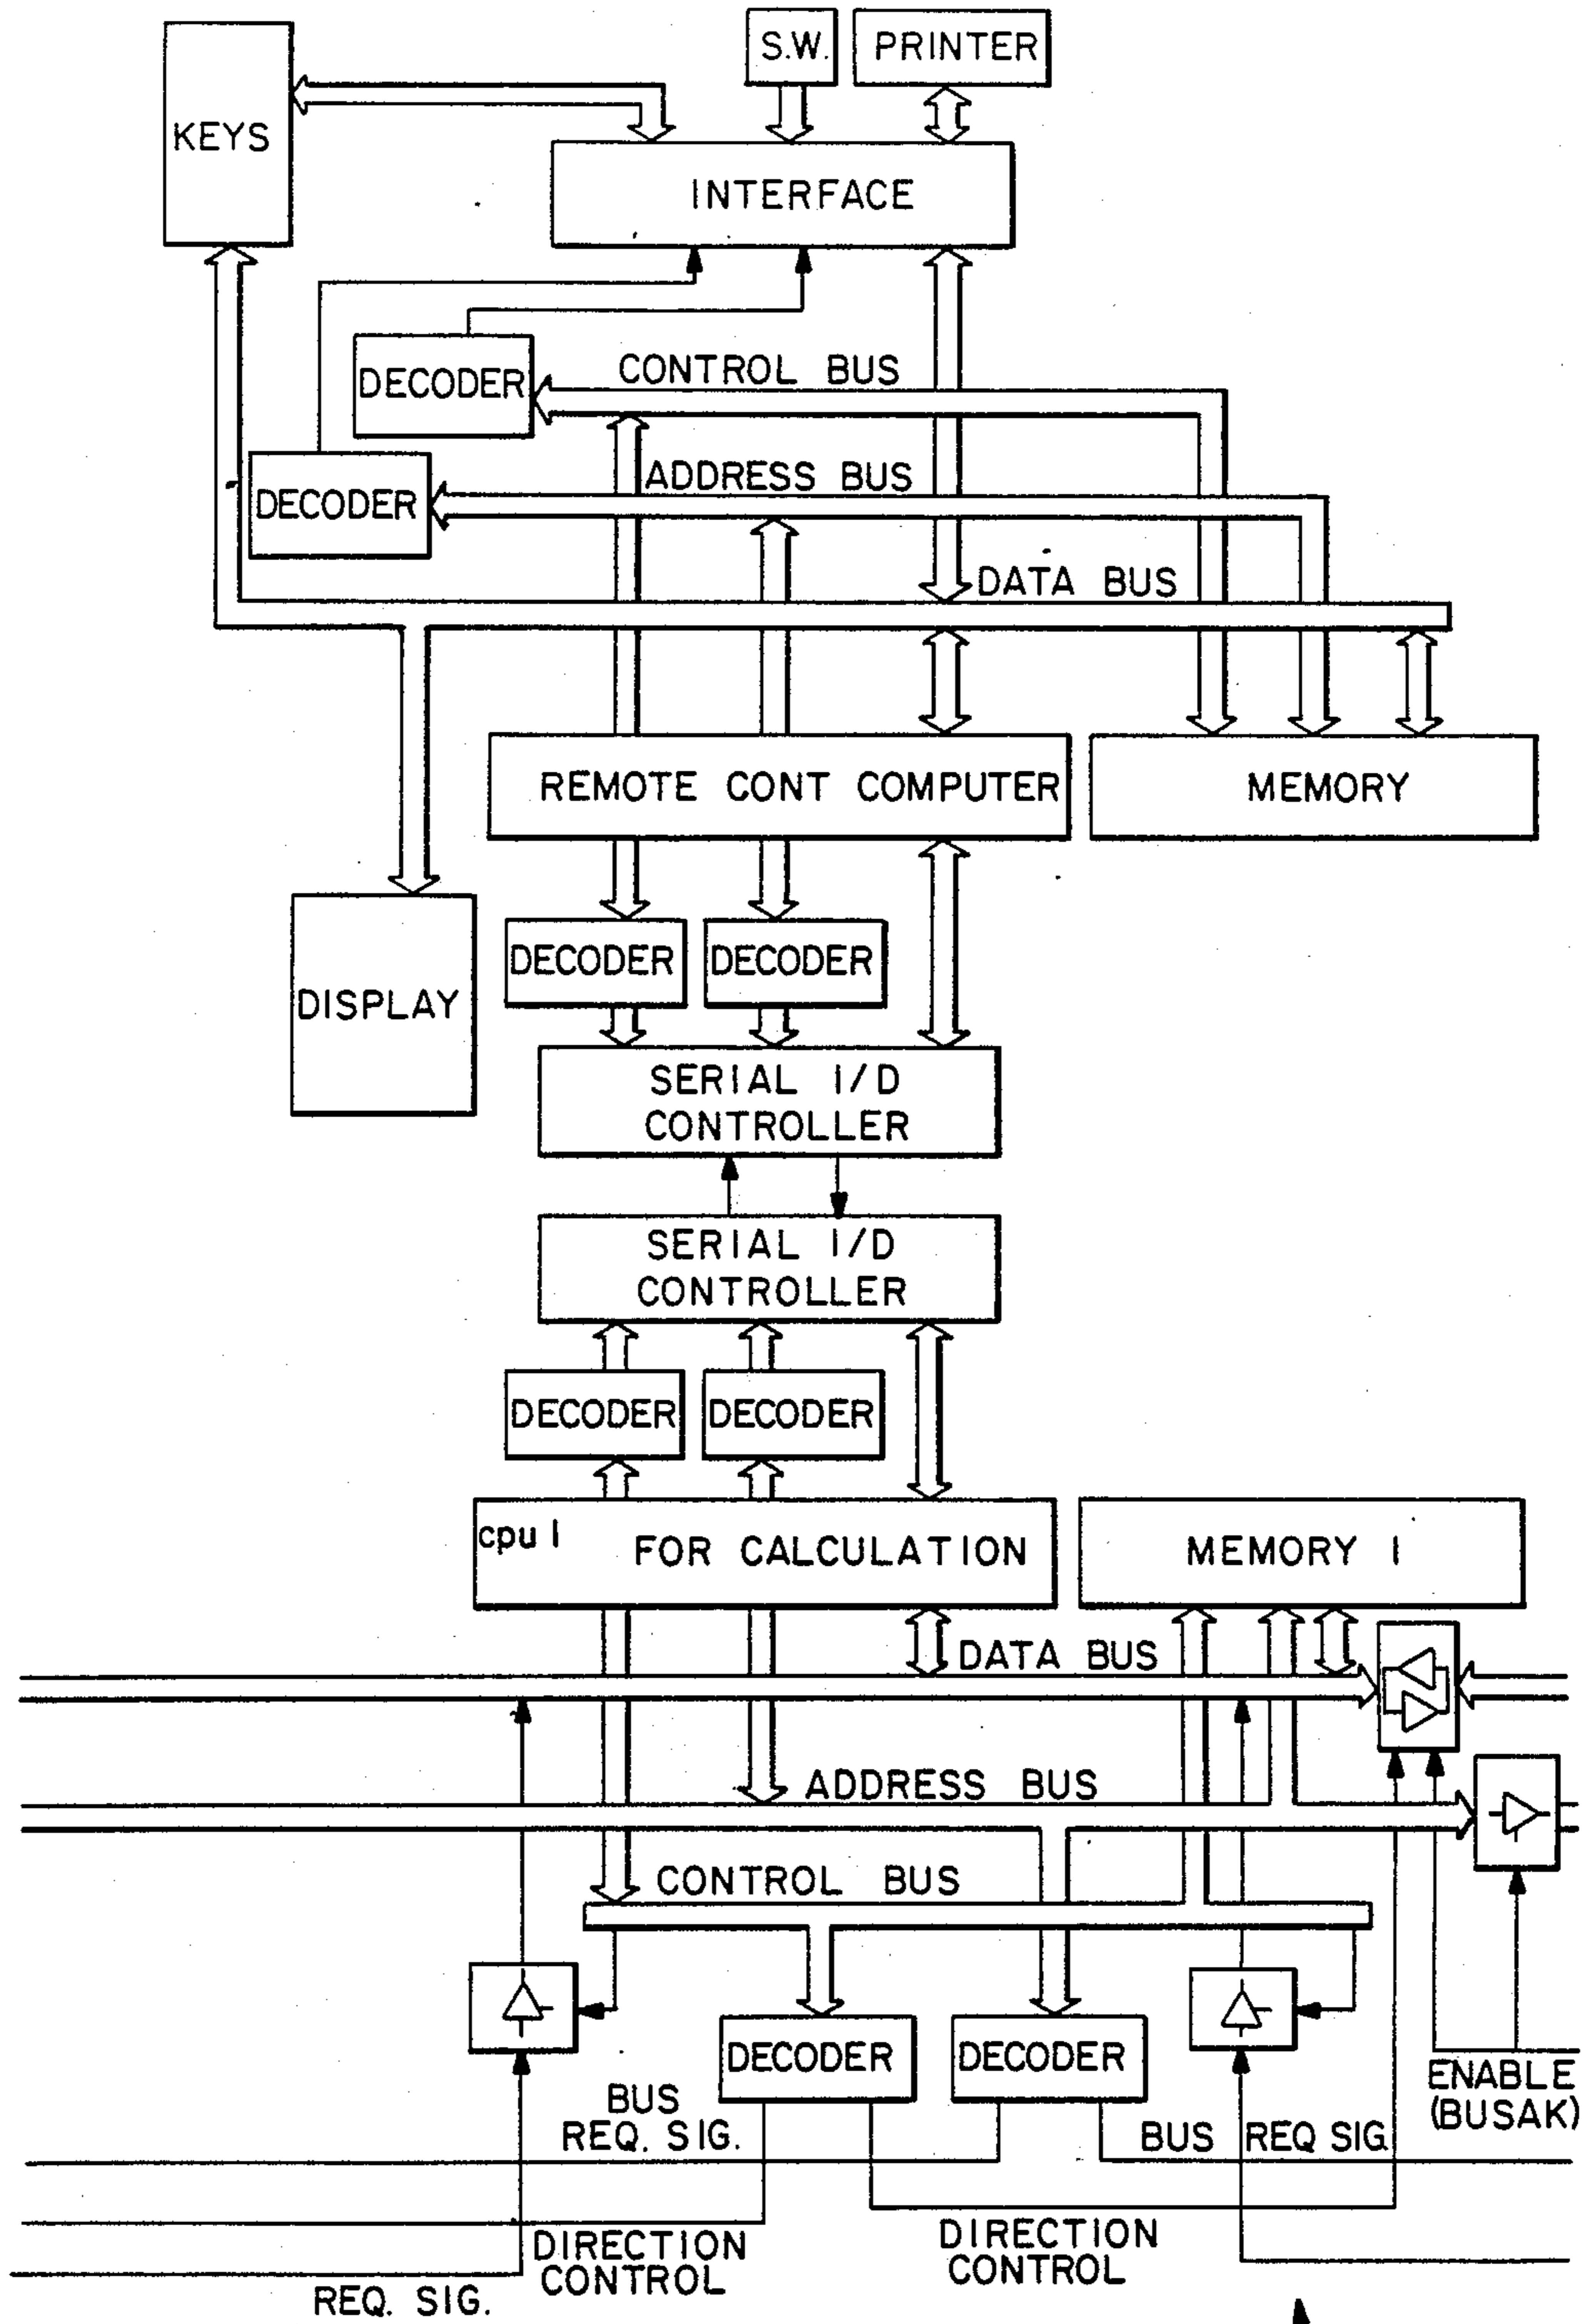 S.W.
PRINTER
KEYS
INTERFACE
DECODER
CONTROL BUS
ADDRESS BUS
DECODER
DATA BUS
REMOTE CONT COMPUTER
MEMORY
DECODER
DECODER
DISPLAY
SERIAL I/D
CONTROLLER
SERIAL I/D
CONTROLLER
DECODER
DECODER
cpu I
FOR CALCULATION
MEMORY I
DATA BUS
ADDRESS BUS
CONTROL BUS
DECODER
DECODER
ENABLE
(BUSAK)
BUS
REQ. SIG.
BUS REQ SIG.
DIRECTION
CONTROL
DIRECTION
CONTROL
REQ. SIG.